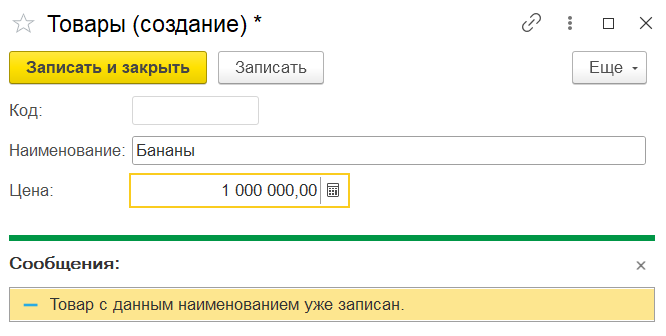 Товары (создание) *
Записать и закрыть Записать Еще
Код:
Наименование: Бананы
Цена: 1 000 000,00
Сообщения:
Товар с данным наименованием уже записан.